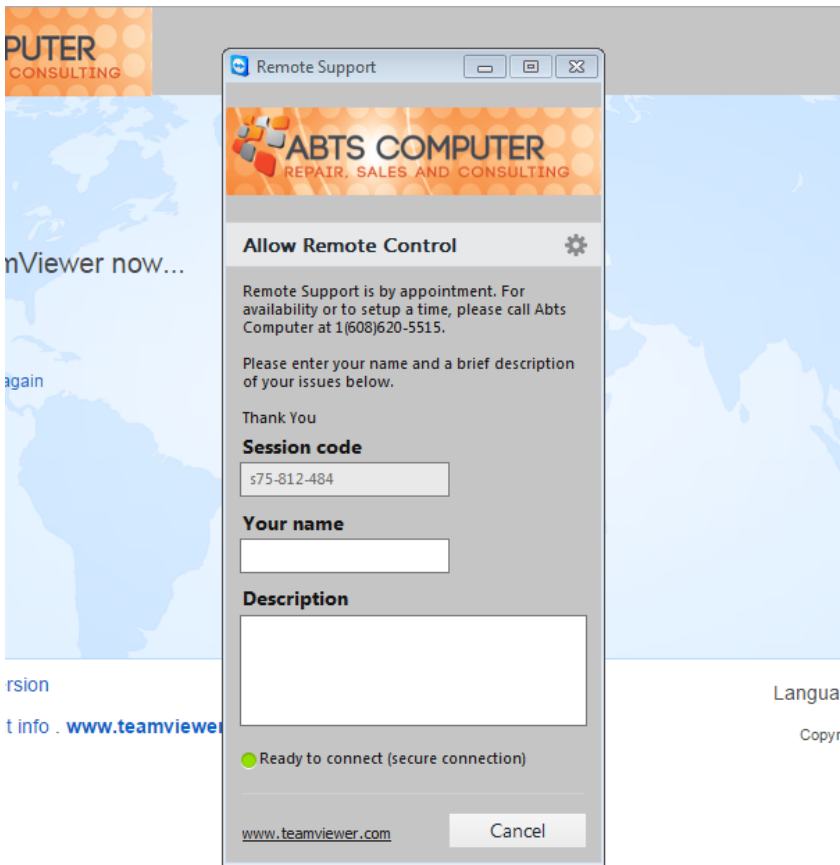 PUTER
CONSULTING
Remote Support
ABTS COMPUTER
REPAIR, SALES AND CONSULTING
Allow Remote Control
mViewer now...
Remote Support is by appointment. For
availability or to setup a time, please call Abts
Computer at 1(608)620-5515.
Please enter your name and a brief description
of your issues below.
again
Thank You
Session code
s75-812-484
Your name
Description
rsion
t info . www.teamviewer
Langua
Copyr
Ready to connect (secure connection)
www.teamviewer.com
Cancel